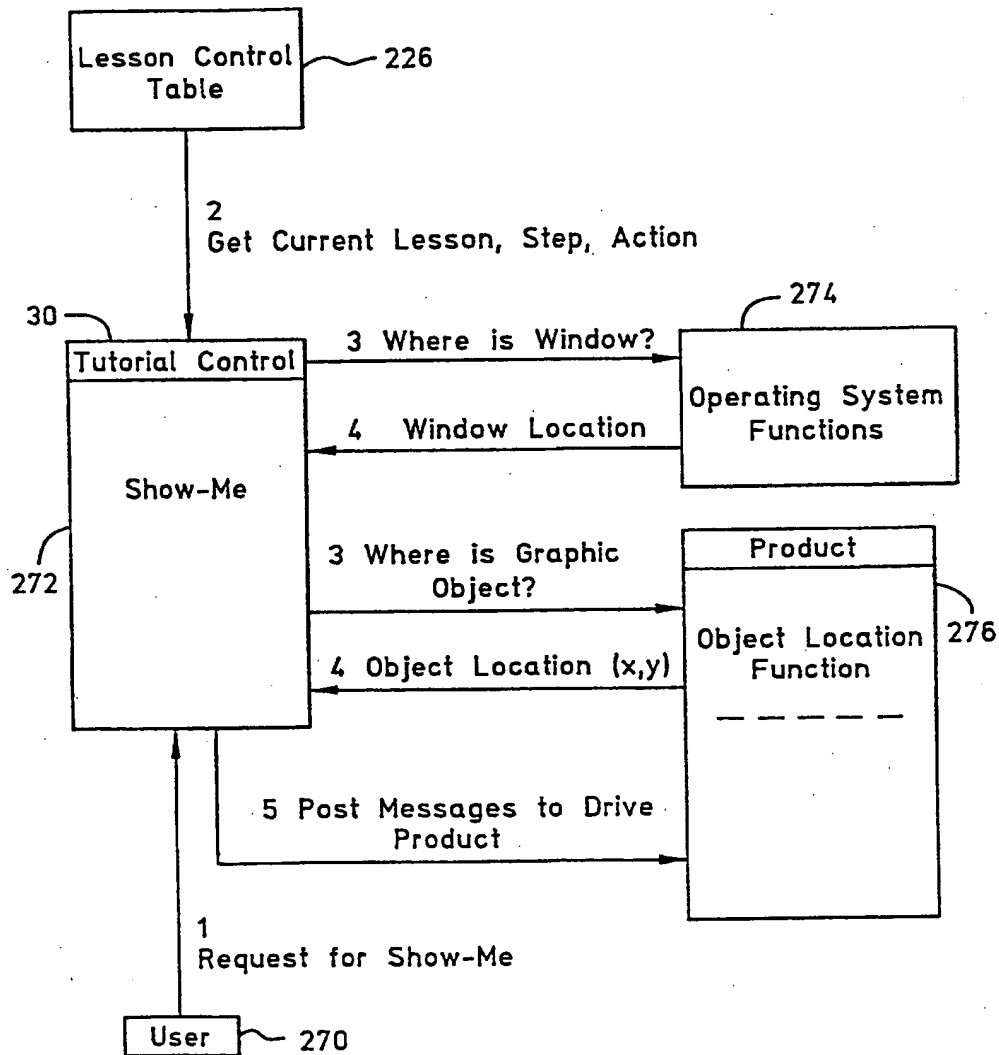 Lesson Control
Table
226
2
Get Current Lesson, Step, Action
30
274
Tutorial Control
3 Where is Window?
Operating System
Functions
4 Window Location
Show-Me
272
3 Where is Graphic
Object?
Product
276
Object Location
Function
4 Object Location (x,y)
5 Post Messages to Drive
Product
1
Request for Show-Me
User
270